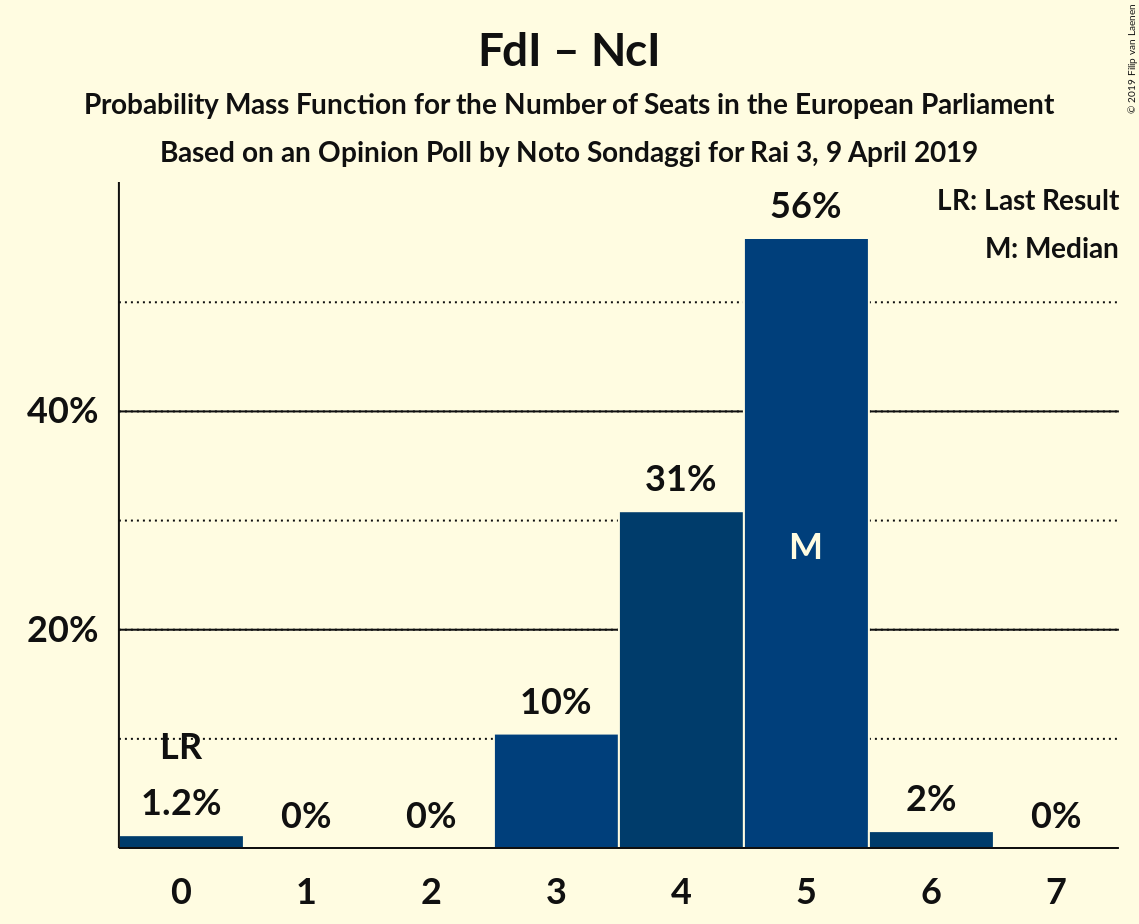 FdI – NcI
Probability Mass Function for the Number of Seats in the European Parliament
Based on an Opinion Poll by Noto Sondaggi for Rai 3, 9 April 2019
© 2019 Filip van Laenen
LR: Last Result
M: Median
56%
40%
31%
M
20%
10%
LR
1.2%
0%
0%
2%
0%
0
1
2
3
4
5
6
7